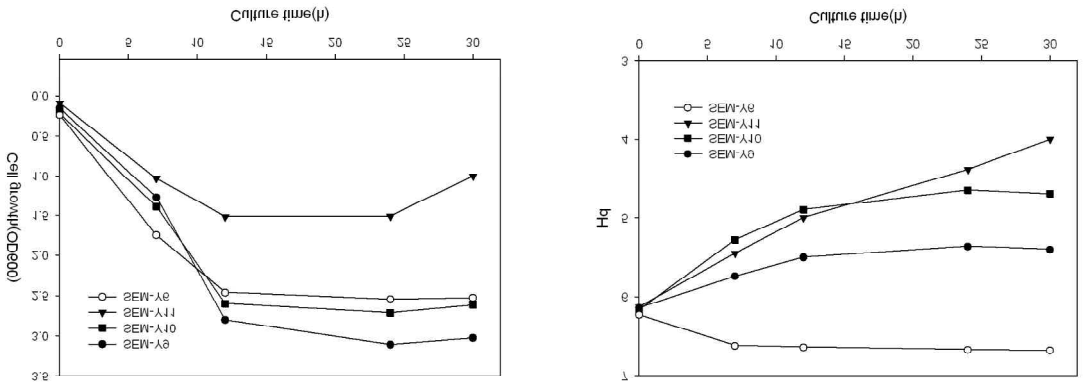 3.5
3.0
2.5
2.0
1.5
1.0
0.5
0.0
Cell growth(OD600)
SEM-Y9
SEM-Y10
SEM-Y11
SEM-Y6
0 5 10 15 20 25 30
Culture time(h)
7
6
5
4
3
pH
SEM-Y9
SEM-Y10
SEM-Y11
SEM-Y6
0 5 10 15 20 25 30
Culture time(h)